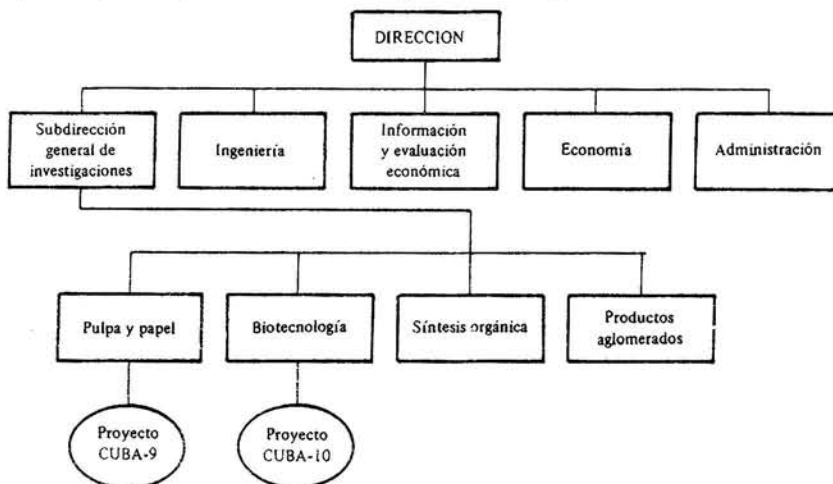 DIRECCION
Subdirección
general de
investigaciones
Ingeniería
Información
y evaluación
económica
Economía
Administración
Pulpa y papel
Biotecnología
Síntesis orgánica
Productos
aglomerados
Proyecto
CUBA-9
Proyecto
CUBA-10